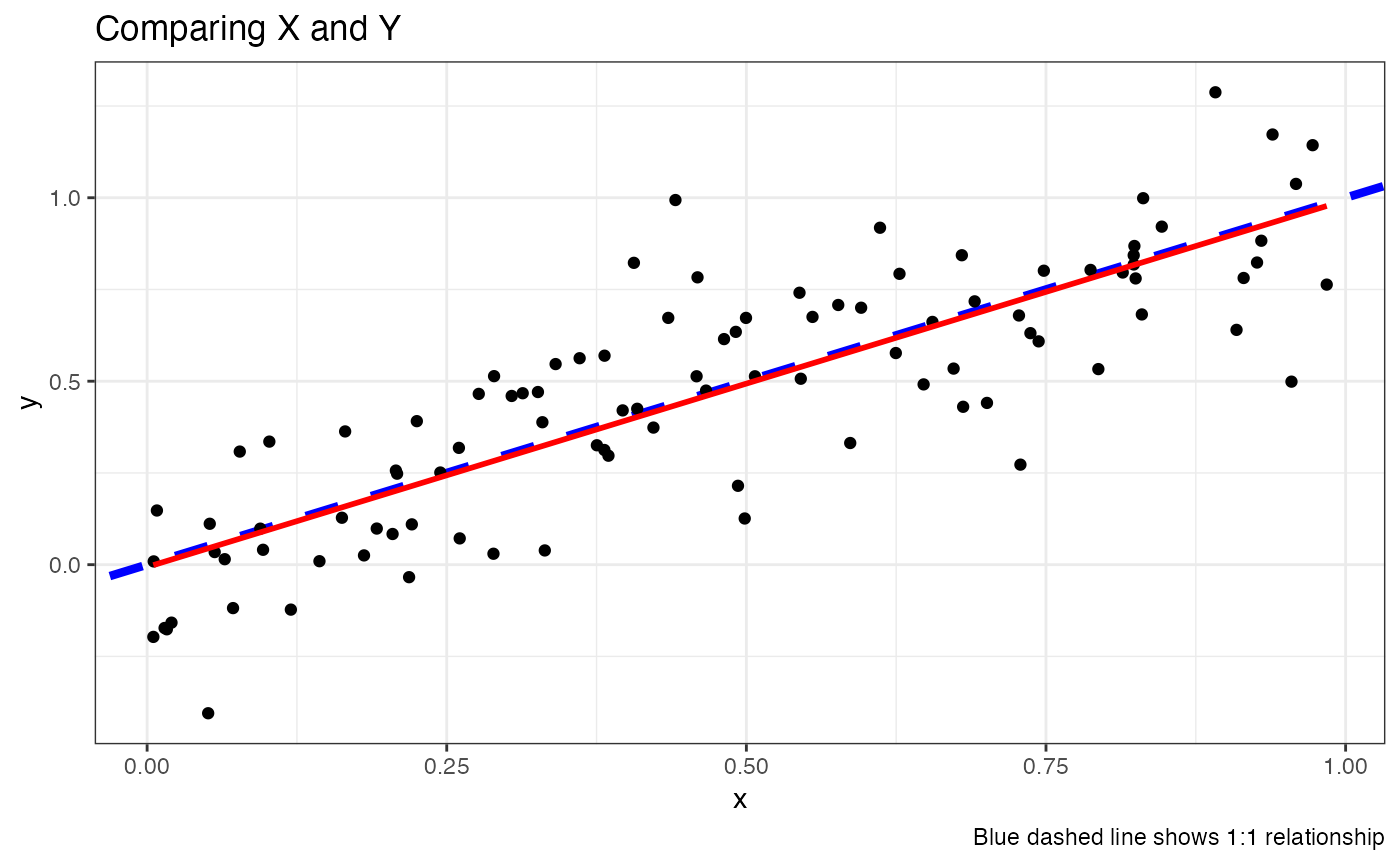 Comparing X and Y
1.0
0.5
0.0
y
0.00 0.25 0.50 0.75 1.00
x
Blue dashed line shows 1:1 relationship